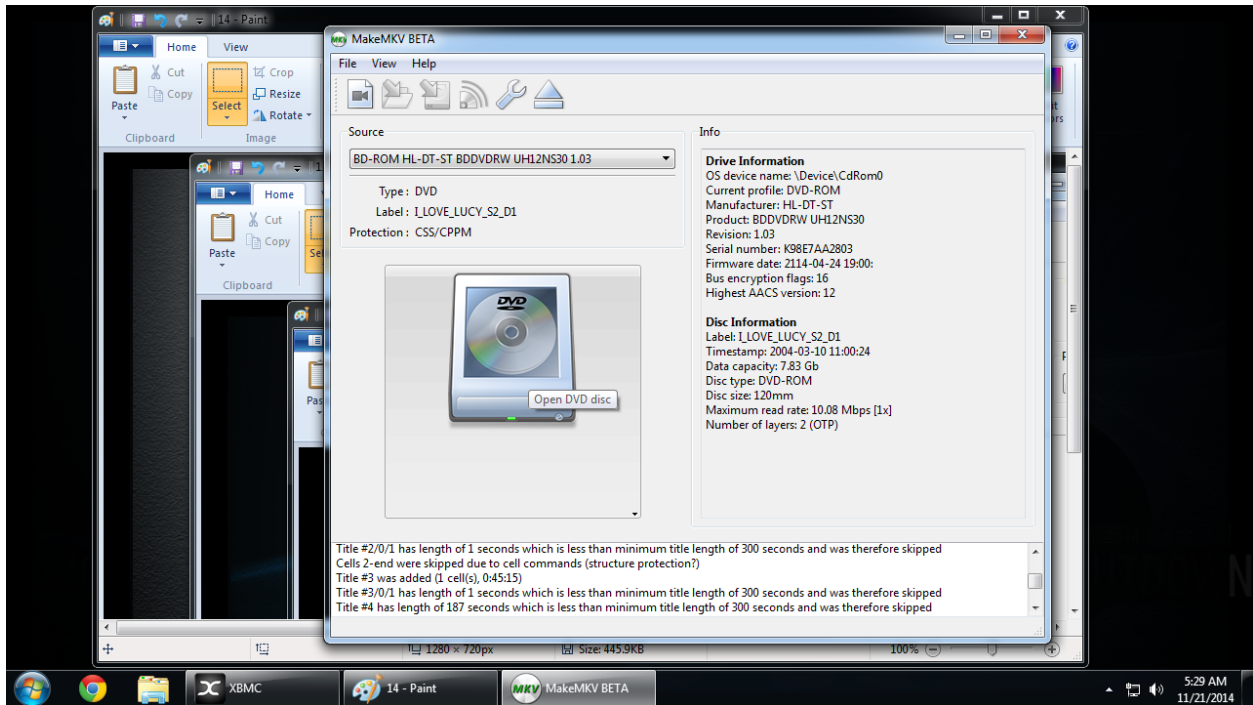 14 - Paint
Home View
Cut
Copy
Paste
Clipboard
Select
Crop
Resize
Rotate
Image
Home
Cut
Copy
Paste
Clipboard
MKV MakeMKV BETA
File View Help
Source
BD-ROM HL-DT-ST BDDVDRW UH12NS30 1.03
Type : DVD
Label : I_LOVE_LUCY_S2_D1
Protection : CSS/CPPM
DVD
Open DVD disc
Info
Drive Information
OS device name: \Device\CdRom0
Current profile: DVD-ROM
Manufacturer: HL-DT-ST
Product: BDDVDRW UH12NS30
Revision: 1.03
Serial number: K98E7AA2803
Firmware date: 2114-04-24 19:00:
Bus encryption flags: 16
Highest AACS version: 12
Disc Information
Label: I_LOVE_LUCY_S2_D1
Timestamp: 2004-03-10 11:00:24
Data capacity: 7.83 Gb
Disc type: DVD-ROM
Disc size: 120mm
Maximum read rate: 10.08 Mbps [1x]
Number of layers: 2 (OTP)
Title #2/0/1 has length of 1 seconds which is less than minimum title length of 300 seconds and was therefore skipped
Cells 2-end were skipped due to cell commands (structure protection?)
Title #3 was added (1 cell(s), 0:45:15)
Title #3/0/1 has length of 1 seconds which is less than minimum title length of 300 seconds and was therefore skipped
Title #4 has length of 187 seconds which is less than minimum title length of 300 seconds and was therefore skipped
1280 × 720px Size: 445.9KB 100%
XBMC 14 - Paint MKV MakeMKV BETA
5:29 AM
11/21/2014